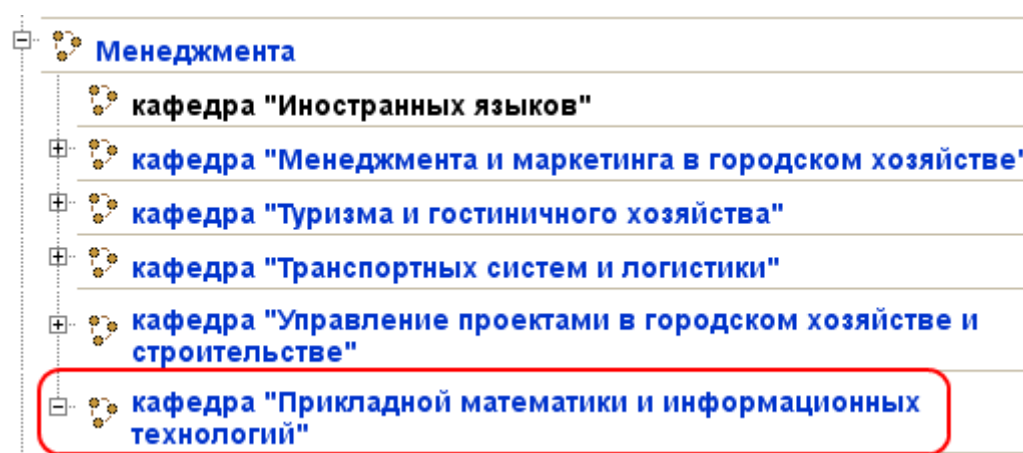 Менеджмента
кафедра "Иностранных языков"
кафедра "Менеджмента и маркетинга в городском хозяйстве"
кафедра "Туризма и гостиничного хозяйства"
кафедра "Транспортных систем и логистики"
кафедра "Управление проектами в городском хозяйстве и
строительстве"
кафедра "Прикладной математики и информационных
технологий"